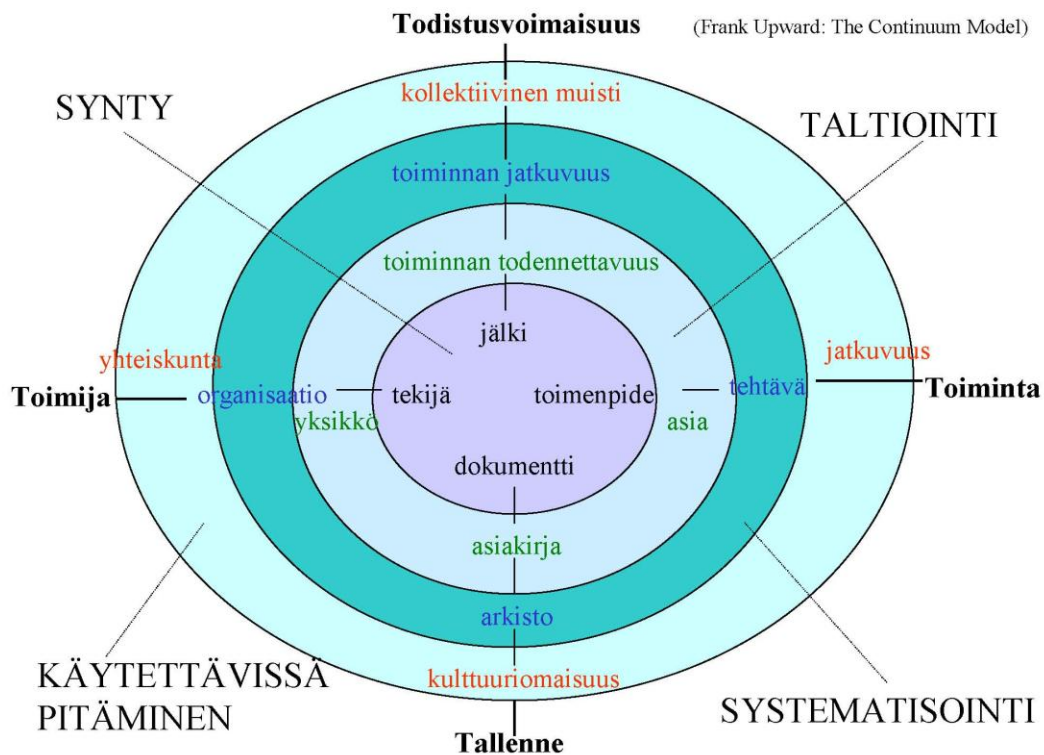 Todistusvoimaisuus
(Frank Upward: The Continuum Model)
SYNTY
kollektiivinen muisti
TALTIOINTI
toiminnan jatkuvuus
toiminnan todennettavuus
jälki
yhteiskunta
jatkuvuus
Toimija
organisaatio
tekijä
toimenpide
tehtävä
Toiminta
yksikkö
asia
dokumentti
asiakirja
arkisto
KÄYTETTÄVISSÄ
PITÄMINEN
kulttuuriomaisuus
SYSTEMATISOINTI
Tallenne